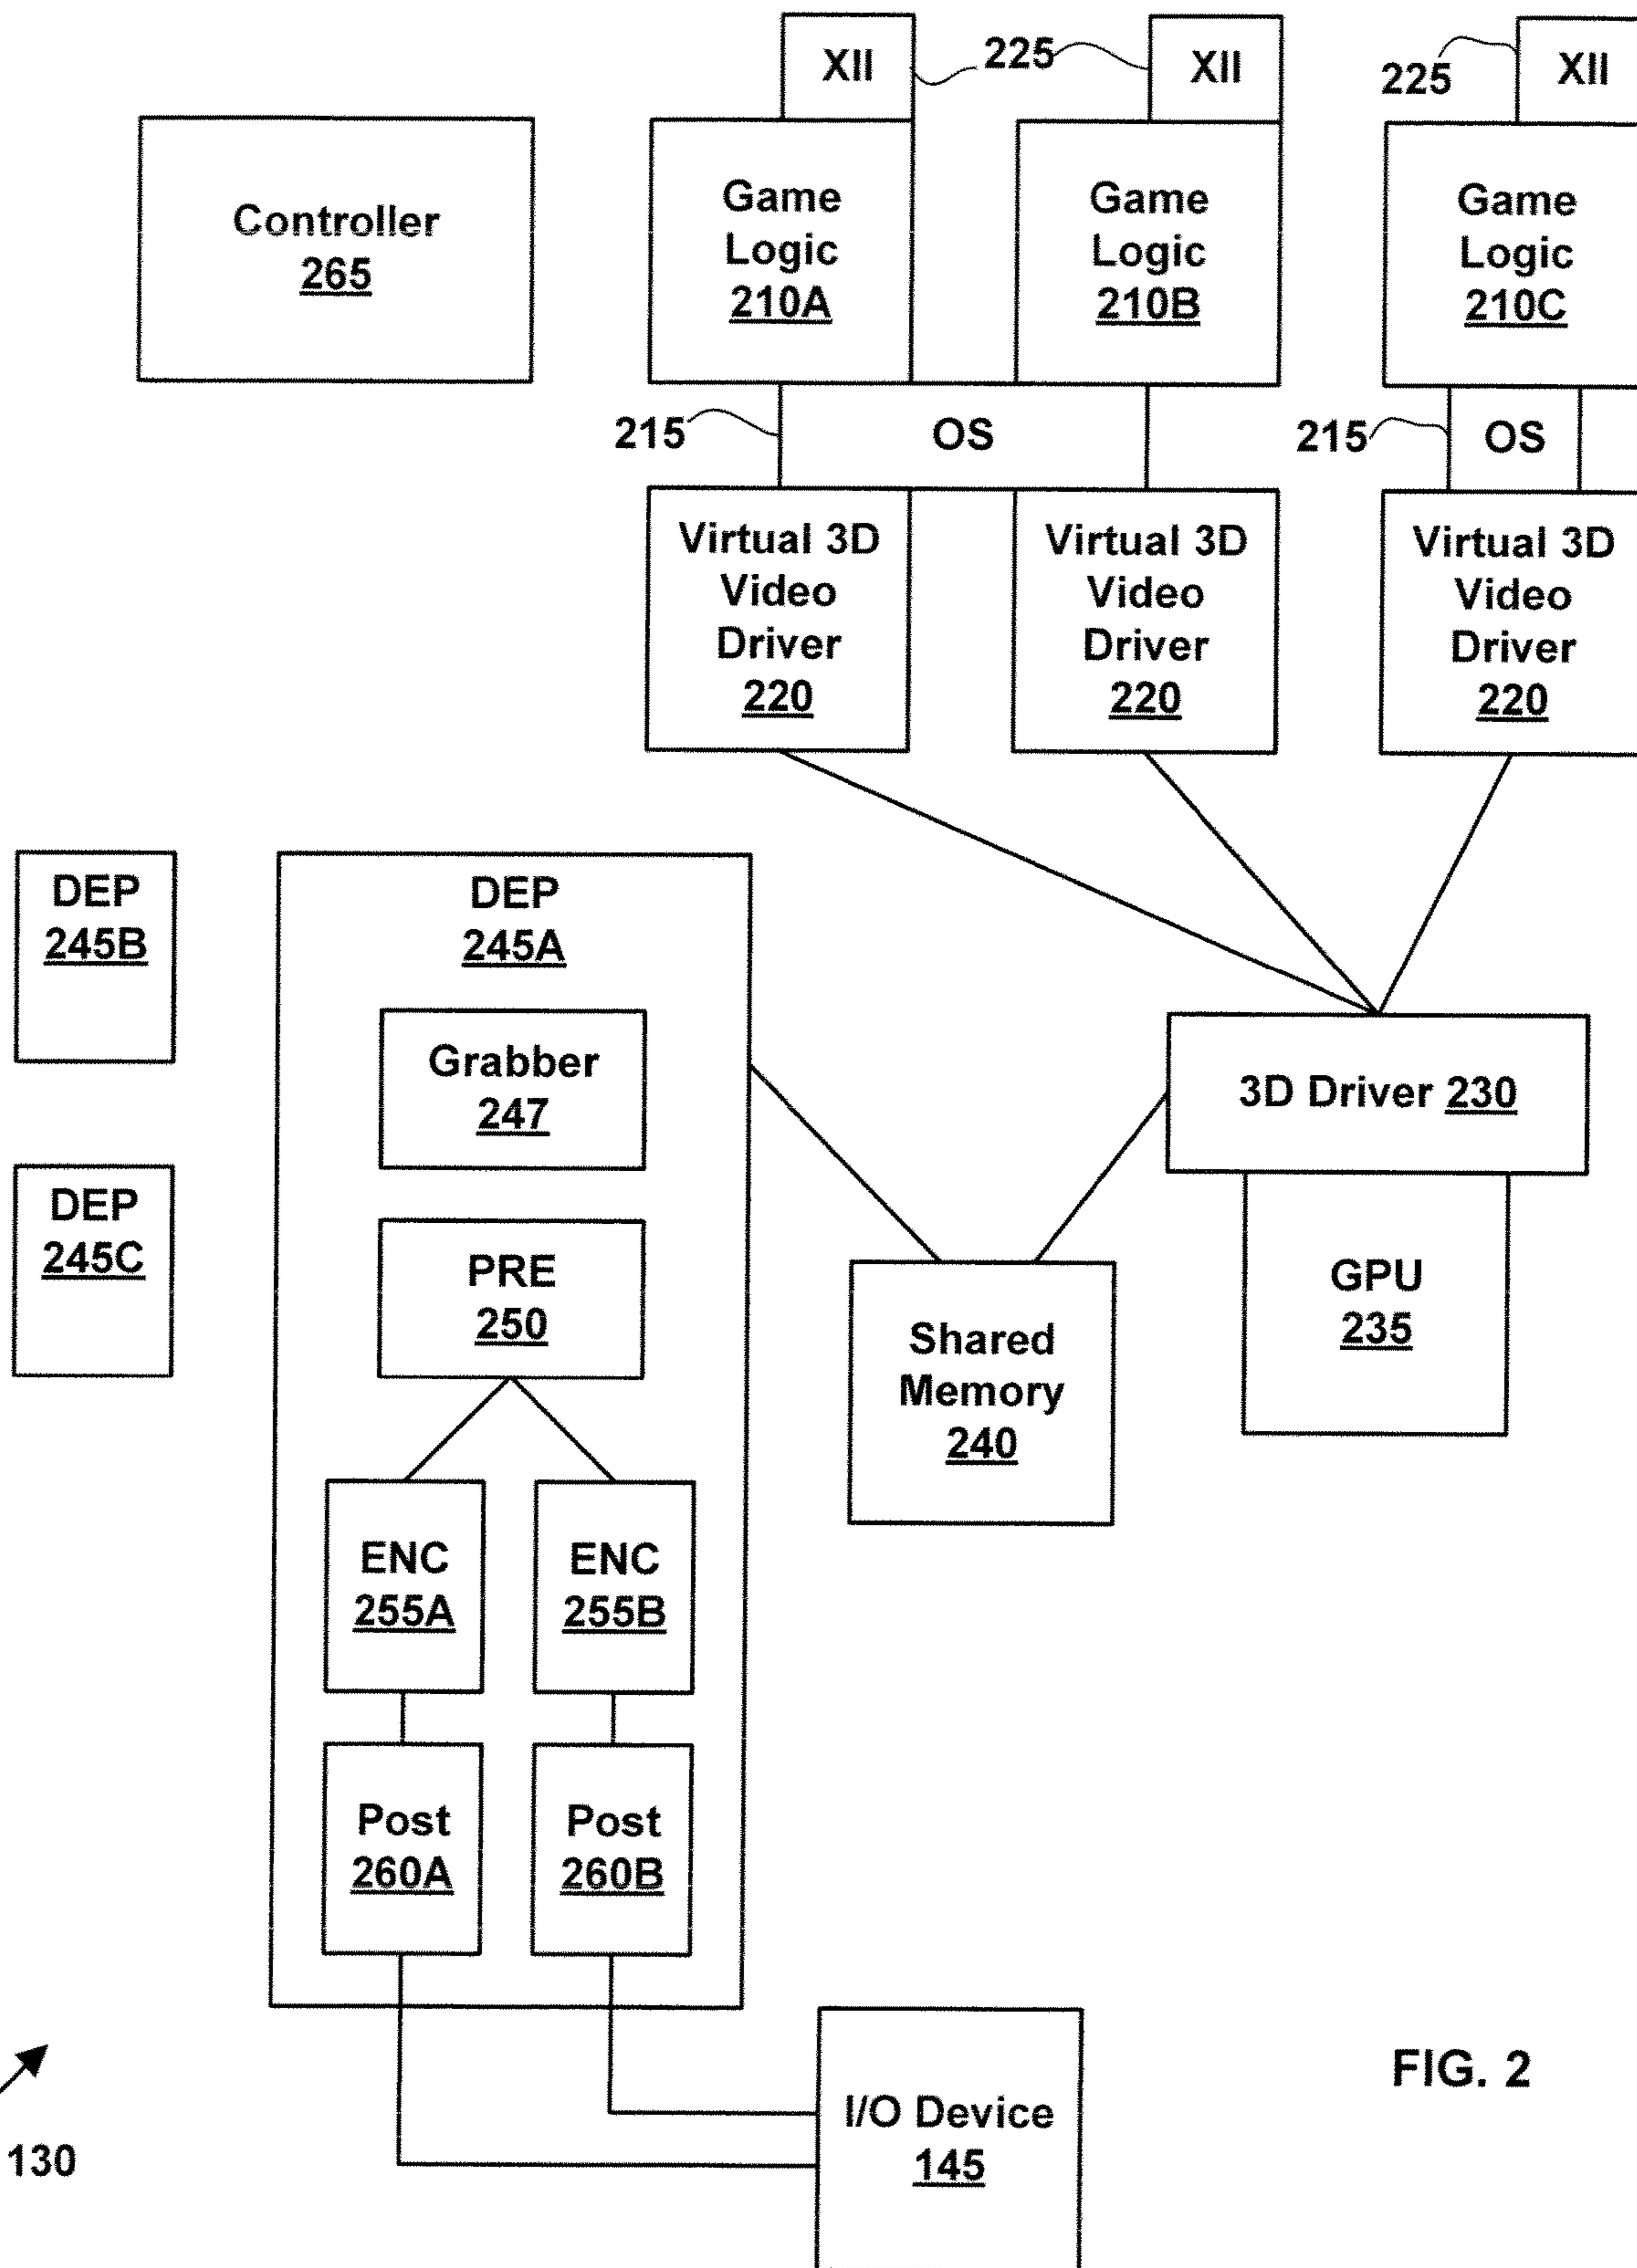 XII
225
XII
225
XII
Controller
265
Game
Logic
210A
Game
Logic
210B
Game
Logic
210C
215
OS
215
OS
Virtual 3D
Video
Driver
220
Virtual 3D
Video
Driver
220
Virtual 3D
Video
Driver
220
DEP
245B
DEP
245A
Grabber
247
3D Driver 230
DEP
245C
PRE
250
GPU
235
Shared
Memory
240
ENC
255A
ENC
255B
Post
260A
Post
260B
FIG. 2
I/O Device
145
130